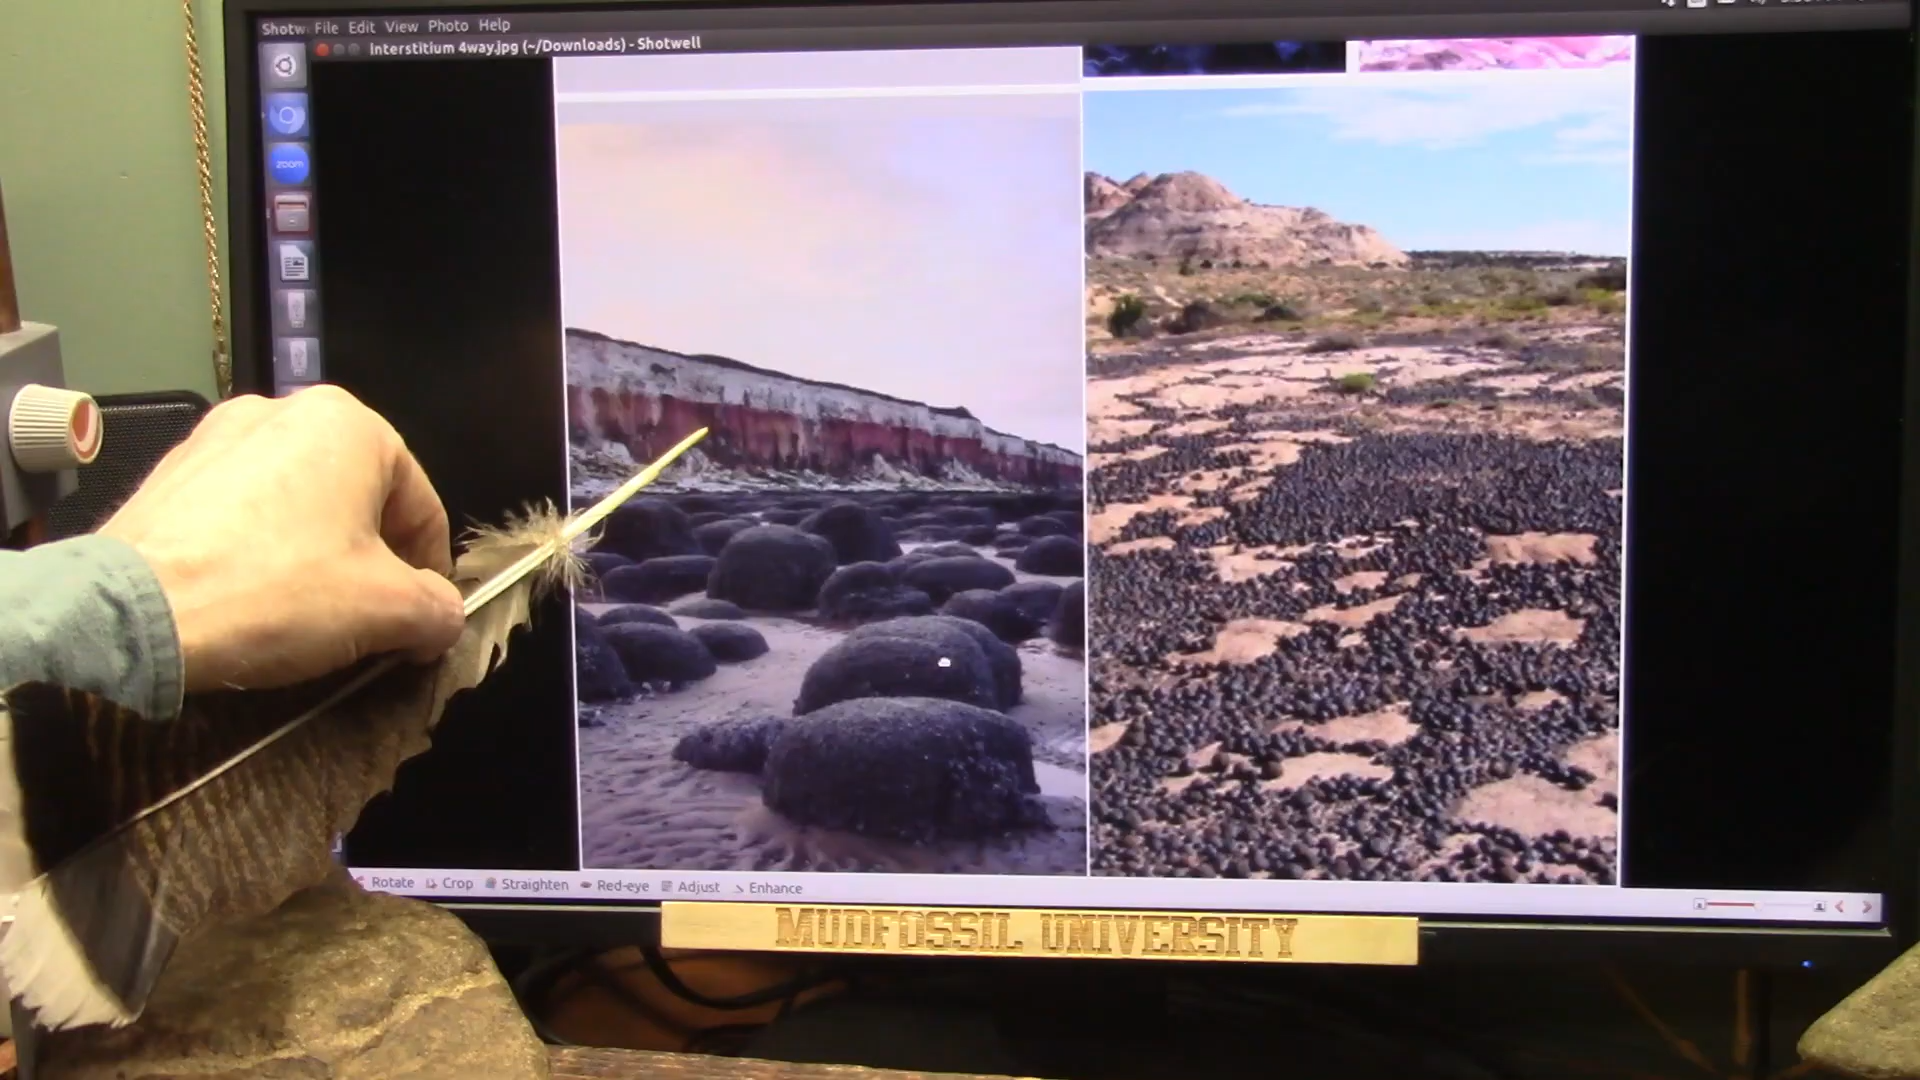 Shotw File Edit View Photo Help
Interstitium 4way.jpg (~/Downloads) - Shotwell
zoom
Rotate Crop Straighten Red-eye Adjust Enhance
MUDFOSSIL UNIVERSITY